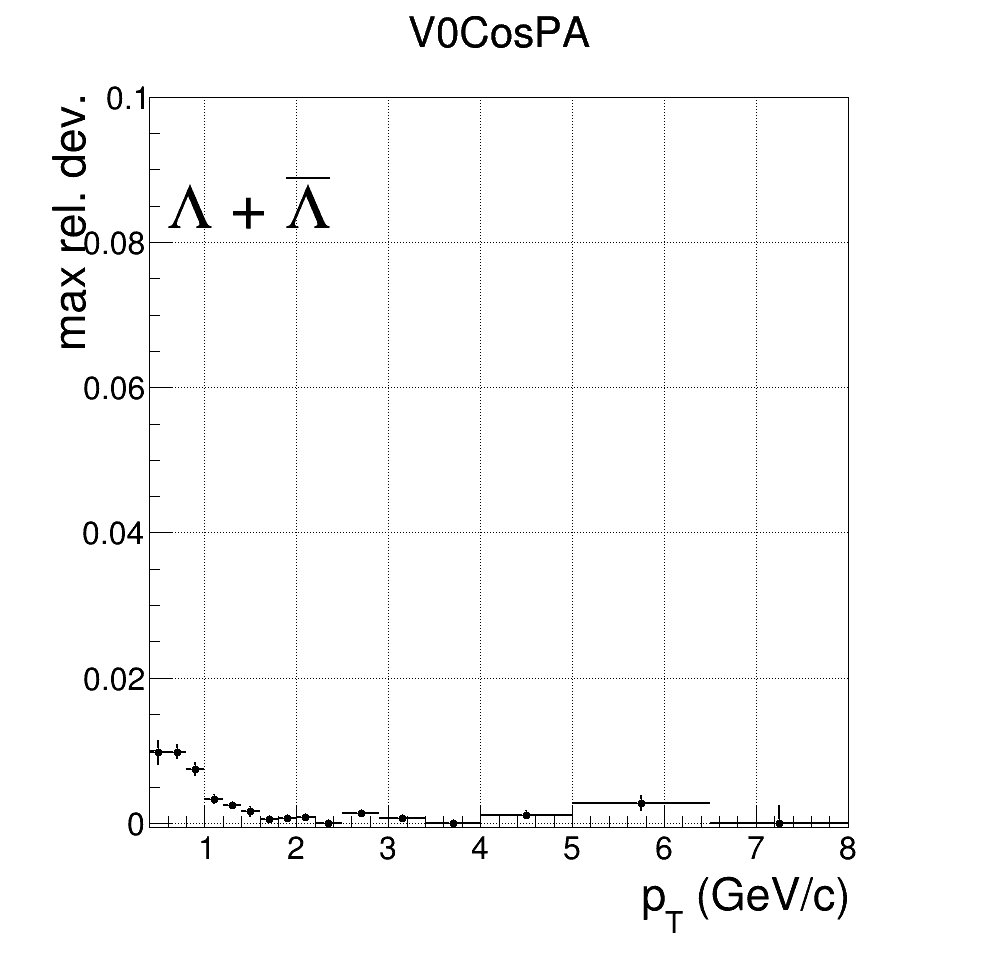 V0CosPA
max rel. dev.
0.1
0.08
0.06
0.04
0.02
0
Λ + Λ̅
1 2 3 4 5 6 7 8
p_T (GeV/c)